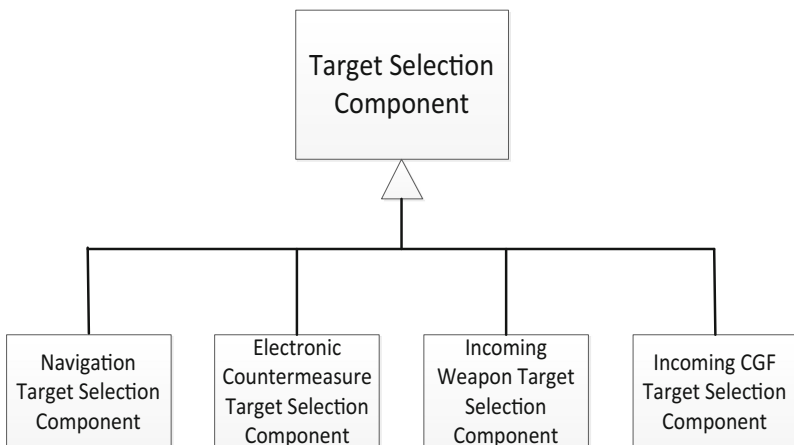 Target Selection
Component
Navigation
Target Selection
Component
Electronic
Countermeasure
Target Selection
Component
Incoming
Weapon Target
Selection
Component
Incoming CGF
Target Selection
Component